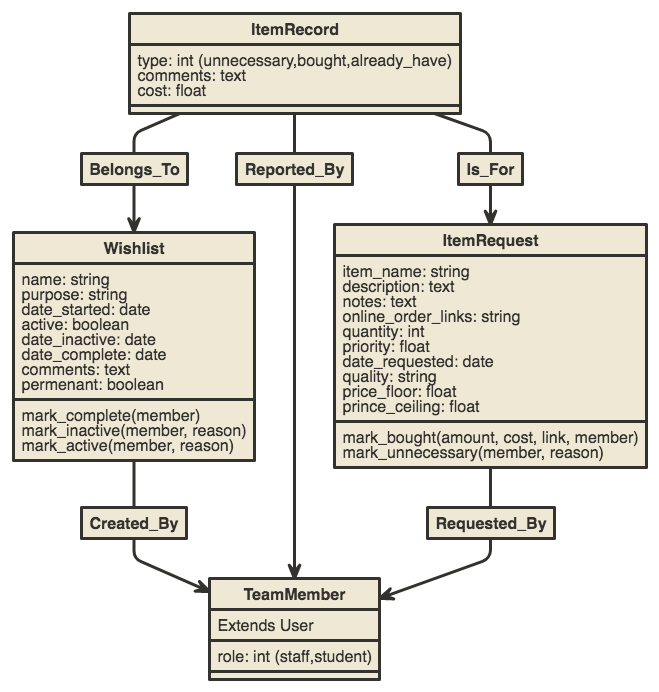 ItemRecord
type: int (unnecessary,bought,already_have)
comments: text
cost: float
Belongs_To
Reported_By
Is_For
Wishlist
name: string
purpose: string
date_started: date
active: boolean
date_inactive: date
date_complete: date
comments: text
permenant: boolean
mark_complete(member)
mark_inactive(member, reason)
mark_active(member, reason)
ItemRequest
item_name: string
description: text
notes: text
online_order_links: string
quantity: int
priority: float
date_requested: date
quality: string
price_floor: float
prince_ceiling: float
mark_bought(amount, cost, link, member)
mark_unnecessary(member, reason)
Created_By
Requested_By
TeamMember
Extends User
role: int (staff,student)